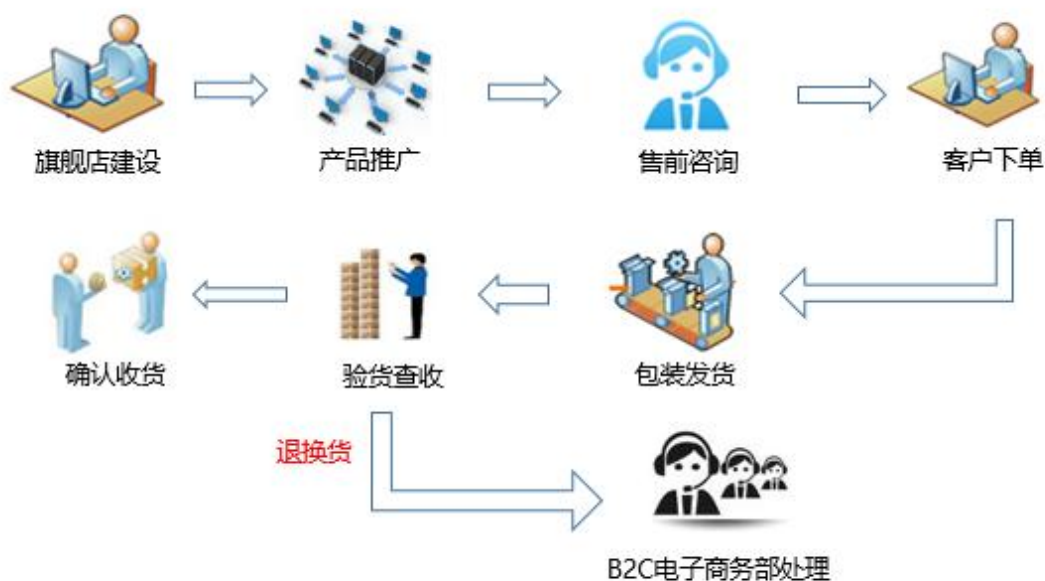 旗舰店建设
产品推广
售前咨询
客户下单
确认收货
验货查收
包装发货
退换货
B2C电子商务部处理